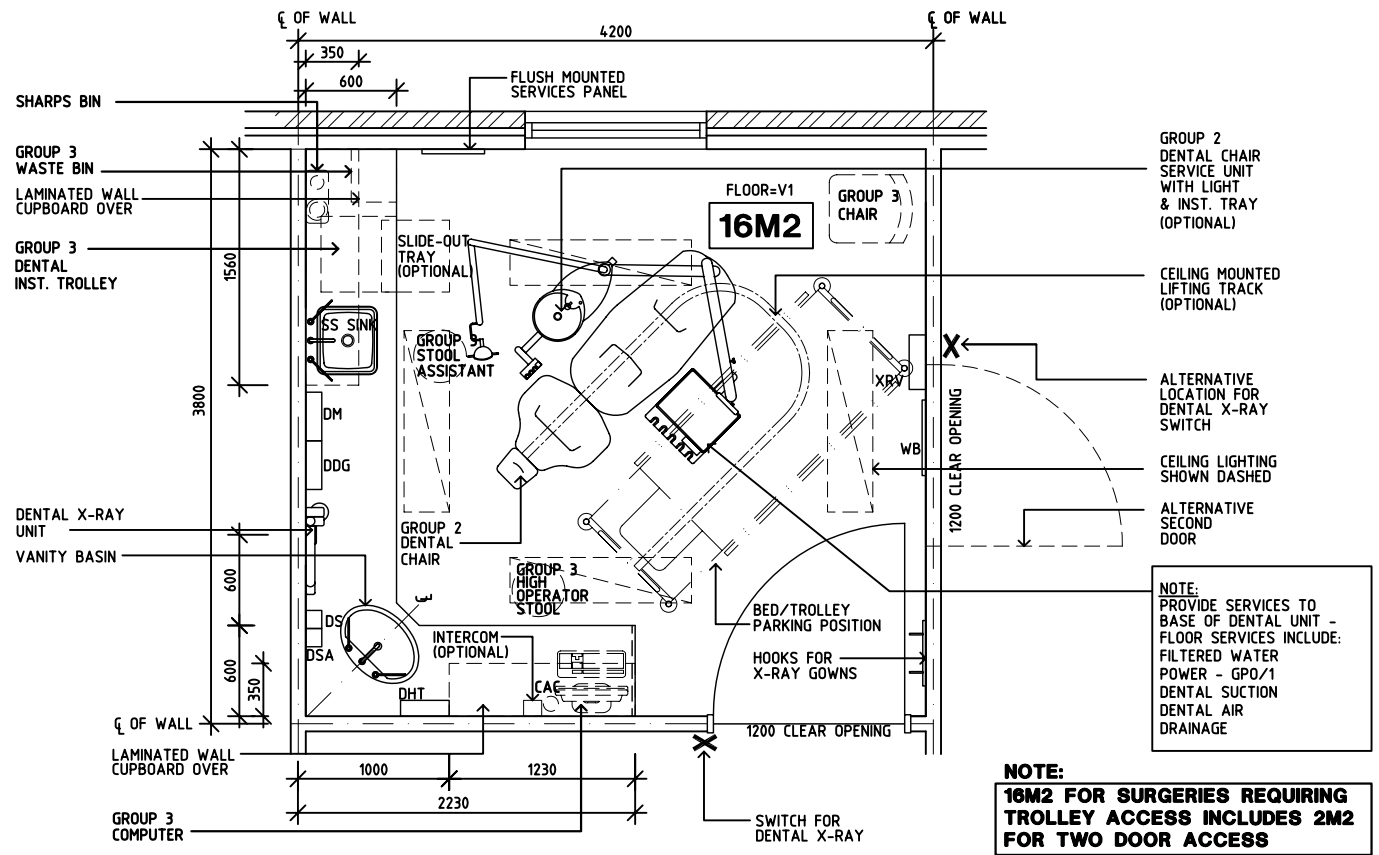 ℄ OF WALL
℄ OF WALL
4200
350
600
FLUSH MOUNTED
SERVICES PANEL
SHARPS BIN
GROUP 3
WASTE BIN
LAMINATED WALL
CUPBOARD OVER
GROUP 3
DENTAL
INST. TROLLEY
1560
3800
SLIDE-OUT
TRAY
(OPTIONAL)
FLOOR=V1
16M2
GROUP 3
CHAIR
GROUP 2
DENTAL CHAIR
SERVICE UNIT
WITH LIGHT
& INST. TRAY
(OPTIONAL)
CEILING MOUNTED
LIFTING TRACK
(OPTIONAL)
SS SINK
GROUP 3
STOOL
ASSISTANT
XRV
ALTERNATIVE
LOCATION FOR
DENTAL X-RAY
SWITCH
DM
DDG
WB
1200 CLEAR OPENING
CEILING LIGHTING
SHOWN DASHED
DENTAL X-RAY
UNIT
VANITY BASIN
GROUP 2
DENTAL
CHAIR
ALTERNATIVE
SECOND
DOOR
600
GROUP 3
HIGH
OPERATOR
STOOL
NOTE:
PROVIDE SERVICES TO
BASE OF DENTAL UNIT -
FLOOR SERVICES INCLUDE:
FILTERED WATER
POWER - GPO/1
DENTAL SUCTION
DENTAL AIR
DRAINAGE
DS
DSA
600
350
℄
INTERCOM
(OPTIONAL)
BED/TROLLEY
PARKING POSITION
HOOKS FOR
X-RAY GOWNS
DHT
CAC
℄ OF WALL
1200 CLEAR OPENING
LAMINATED WALL
CUPBOARD OVER
1000
1230
2230
GROUP 3
COMPUTER
SWITCH FOR
DENTAL X-RAY
NOTE:
16M2 FOR SURGERIES REQUIRING
TROLLEY ACCESS INCLUDES 2M2
FOR TWO DOOR ACCESS